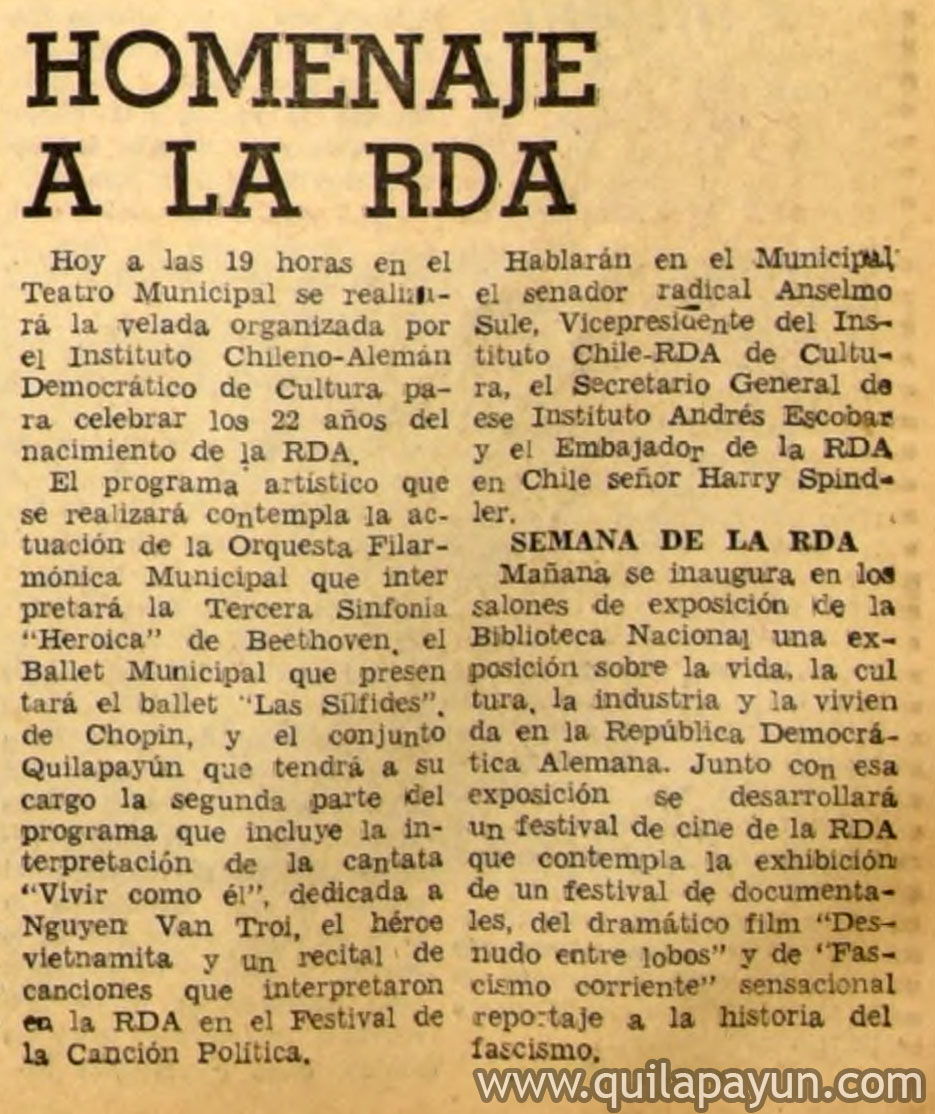 HOMENAJE
A LA RDA
Hoy a las 19 horas en el
Teatro Municipal se realiza-
rá la velada organizada por
el Instituto Chileno-Alemán
Democrático de Cultura pa-
ra celebrar los 22 años del
nacimiento de la RDA.
El programa artístico que
se realizará contempla la ac-
tuación de la Orquesta Filar-
mónica Municipal que inter
pretará la Tercera Sinfonia
"Heroica" de Beethoven, el
Ballet Municipal que presen
tará el ballet "Las Sílfides",
de Chopin, y el conjunto
Quilapayún que tendrá a su
cargo la segunda parte del
programa que incluye la in-
terpretación de la cantata
"Vivir como él", dedicada a
Nguyen Van Troi, el héroe
vietnamita y un recital de
canciones que interpretaron
en la RDA en el Festival de
la Canción Política.
Hablarán en el Municipal
el senador radical Anselmo
Sule, Vicepresidente del Ins-
tituto Chile-RDA de Cultu-
ra, el Secretario General de
ese Instituto Andrés Escobar
y el Embajador de la RDA
en Chile señor Harry Spind-
ler.
SEMANA DE LA RDA
Mañana se inaugura en los
salones de exposición de la
Biblioteca Nacional una ex-
posición sobre la vida, la cul
tura, la industria y la vivien
da en la República Democrá-
tica Alemana. Junto con esa
exposición se desarrollará
un festival de cine de la RDA
que contempla la exhibición
de un festival de documenta-
les, del dramático film "Des-
nudo entre lobos" y de "Fas-
cismo corriente" sensacional
reportaje a la historia del
fascismo.
www.quilapayun.com